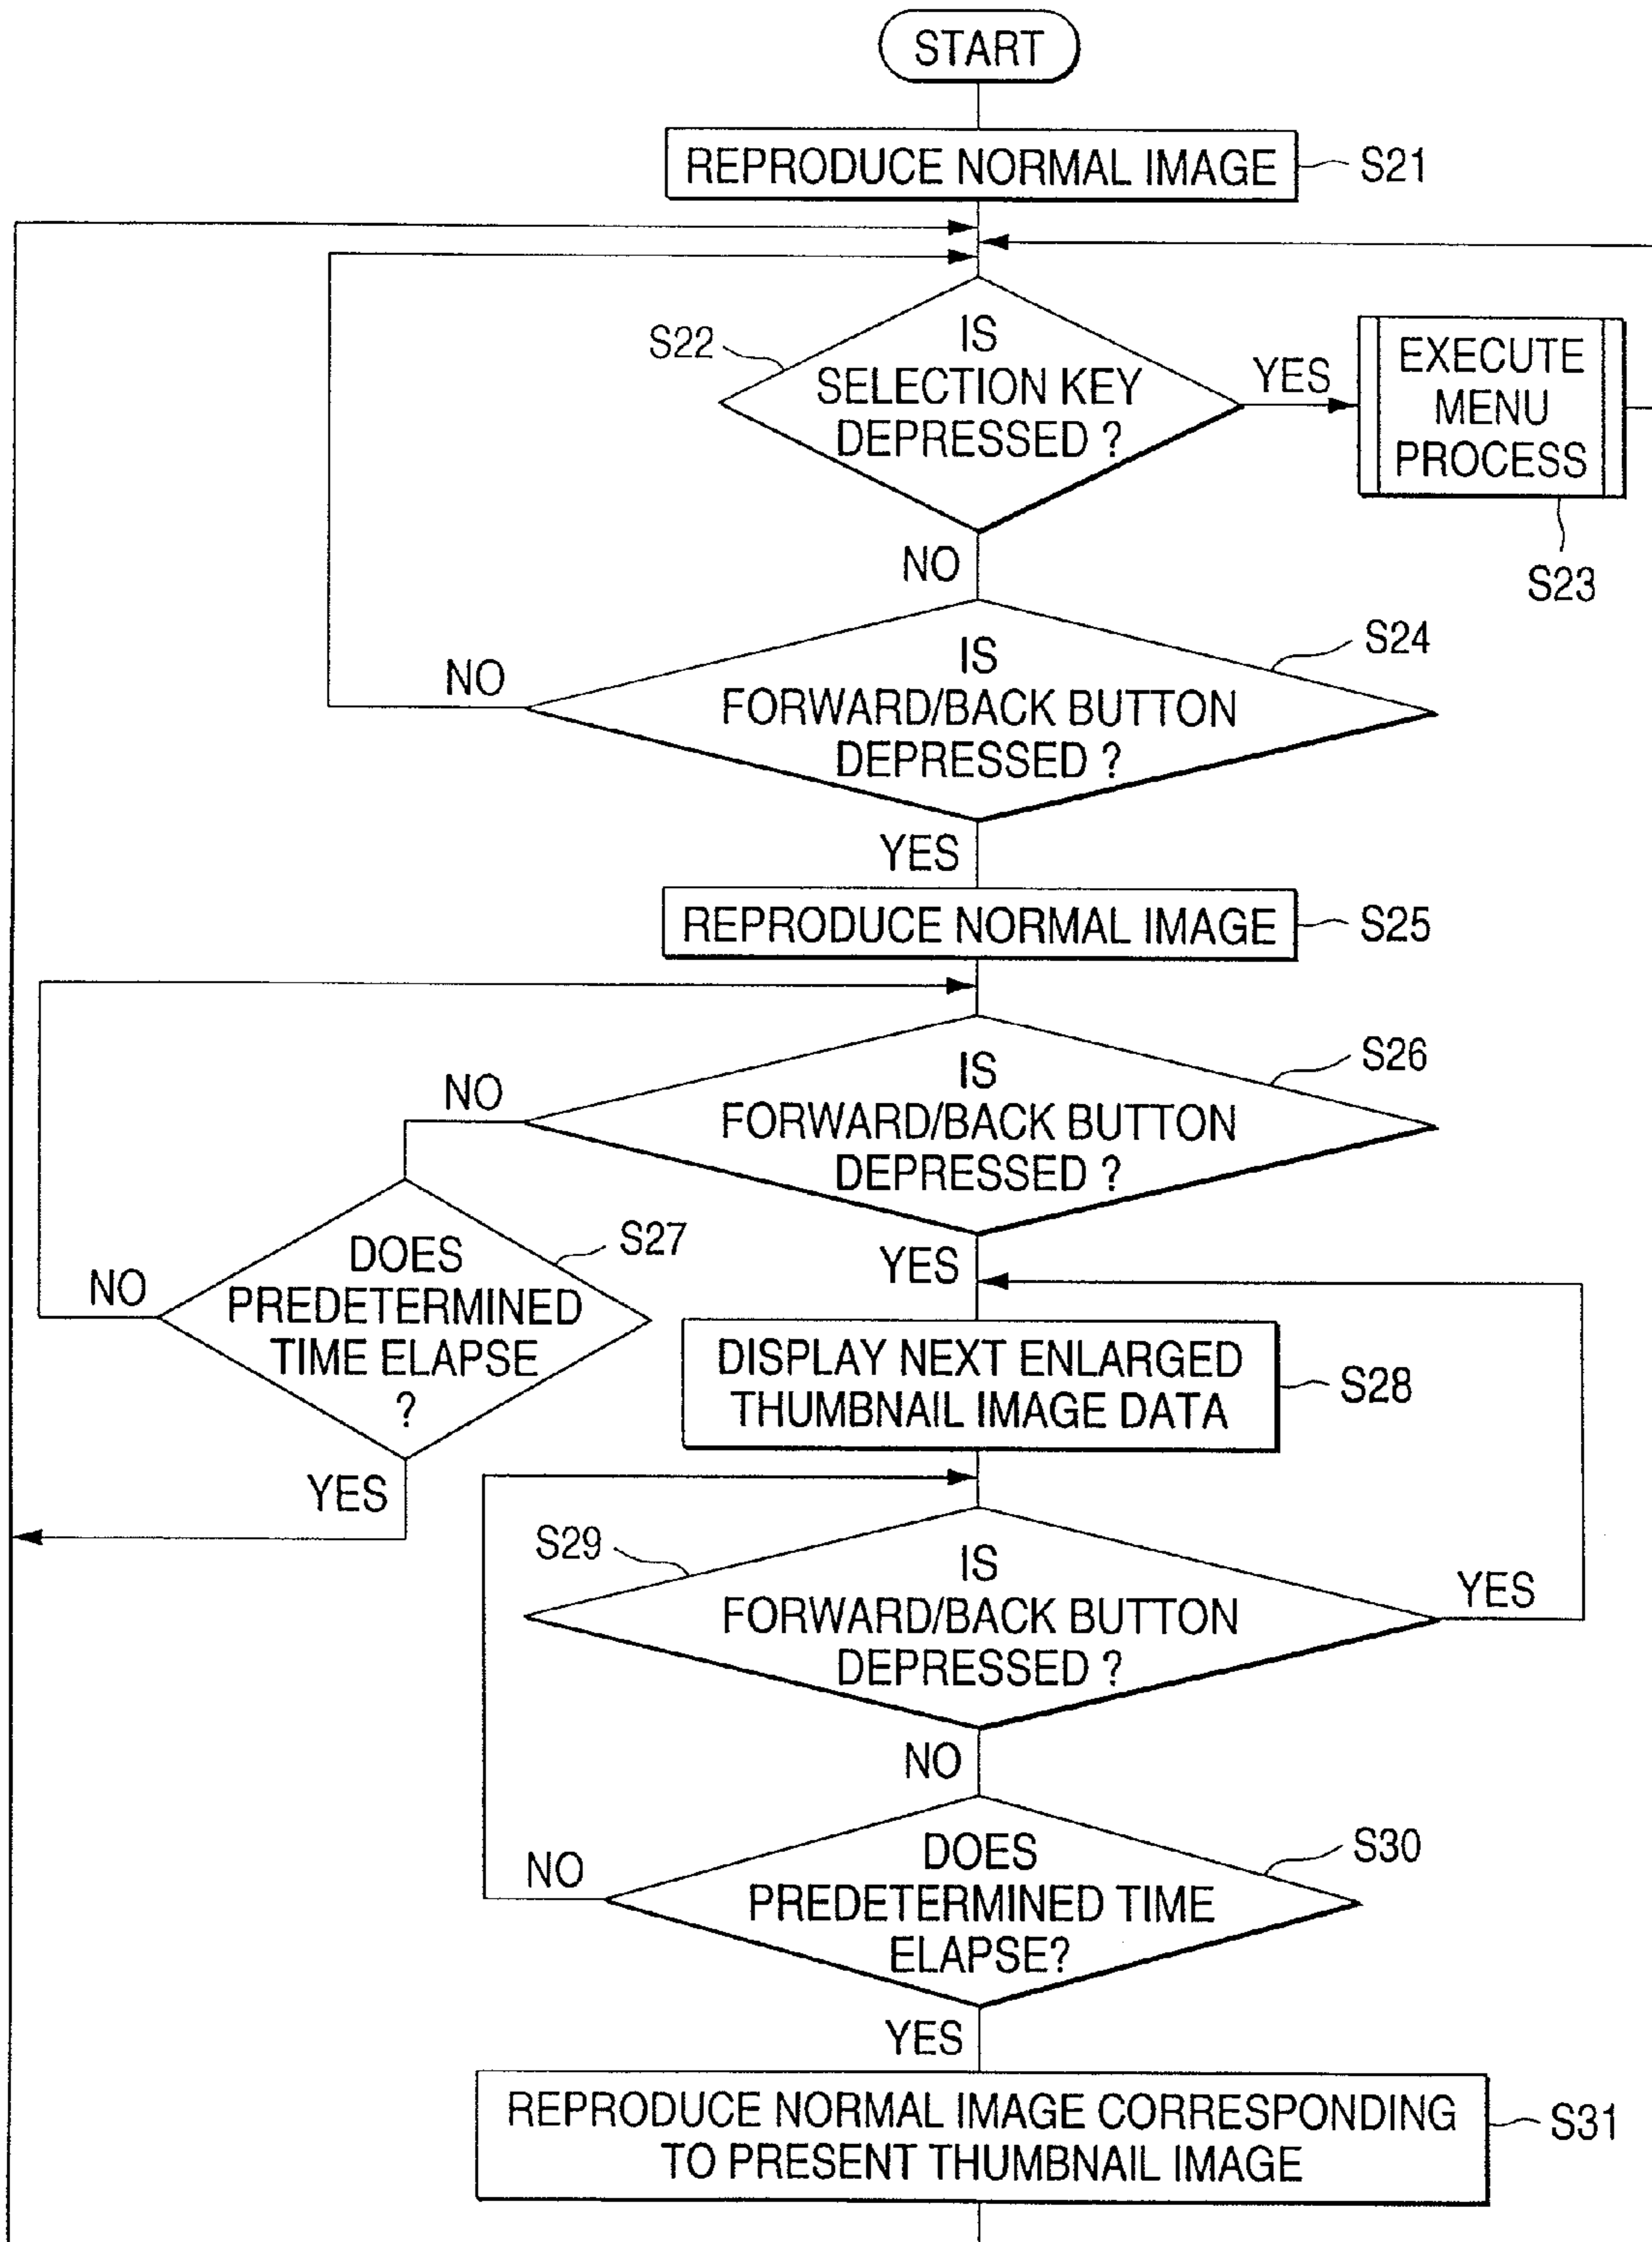 START
REPRODUCE NORMAL IMAGE
S21
S22
IS
SELECTION KEY
DEPRESSED ?
YES
EXECUTE
MENU
PROCESS
S23
NO
S24
IS
FORWARD/BACK BUTTON
DEPRESSED ?
NO
YES
REPRODUCE NORMAL IMAGE
S25
S26
IS
FORWARD/BACK BUTTON
DEPRESSED ?
NO
YES
S27
DOES
PREDETERMINED
TIME ELAPSE
?
NO
YES
DISPLAY NEXT ENLARGED
THUMBNAIL IMAGE DATA
S28
S29
IS
FORWARD/BACK BUTTON
DEPRESSED ?
YES
NO
S30
DOES
PREDETERMINED TIME
ELAPSE?
NO
YES
REPRODUCE NORMAL IMAGE CORRESPONDING
TO PRESENT THUMBNAIL IMAGE
S31